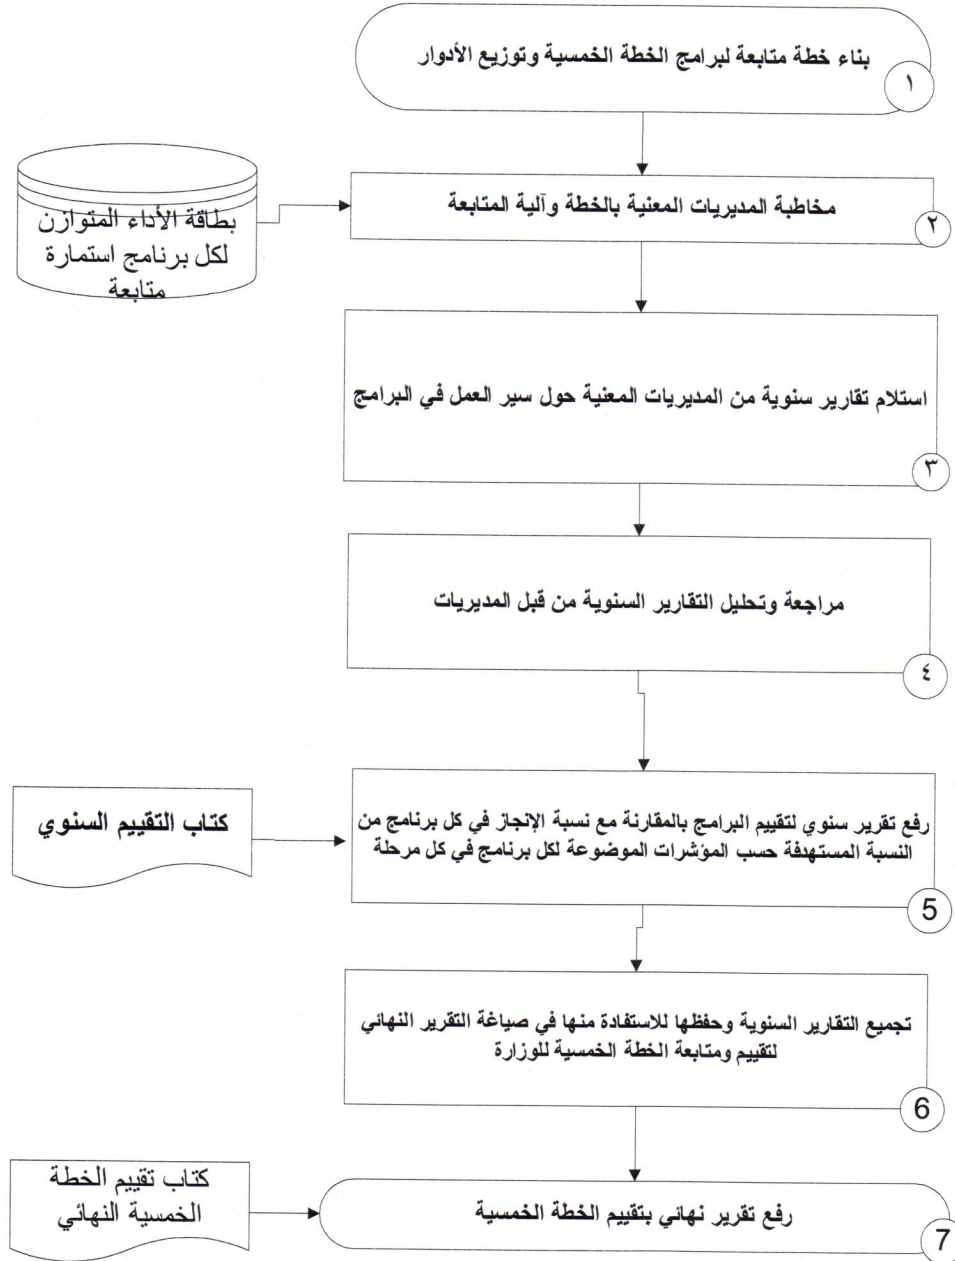 بناء خطة متابعة لبرامج الخطة الخمسية وتوزيع الأدوار
١
مخاطبة المديريات المعنية بالخطة وآلية المتابعة
٢
بطاقة الأداء المتوازن
لكل برنامج استمارة
متابعة
استلام تقارير سنوية من المديريات المعنية حول سير العمل في البرامج
٣
مراجعة وتحليل التقارير السنوية من قبل المديريات
٤
رفع تقرير سنوي لتقييم البرامج بالمقارنة مع نسبة الإنجاز في كل برنامج من
النسبة المستهدفة حسب المؤشرات الموضوعة لكل برنامج في كل مرحلة
5
كتاب التقييم السنوي
تجميع التقارير السنوية وحفظها للاستفادة منها في صياغة التقرير النهائي
لتقييم ومتابعة الخطة الخمسية للوزارة
6
رفع تقرير نهائي بتقييم الخطة الخمسية
7
كتاب تقييم الخطة
الخمسية النهائي